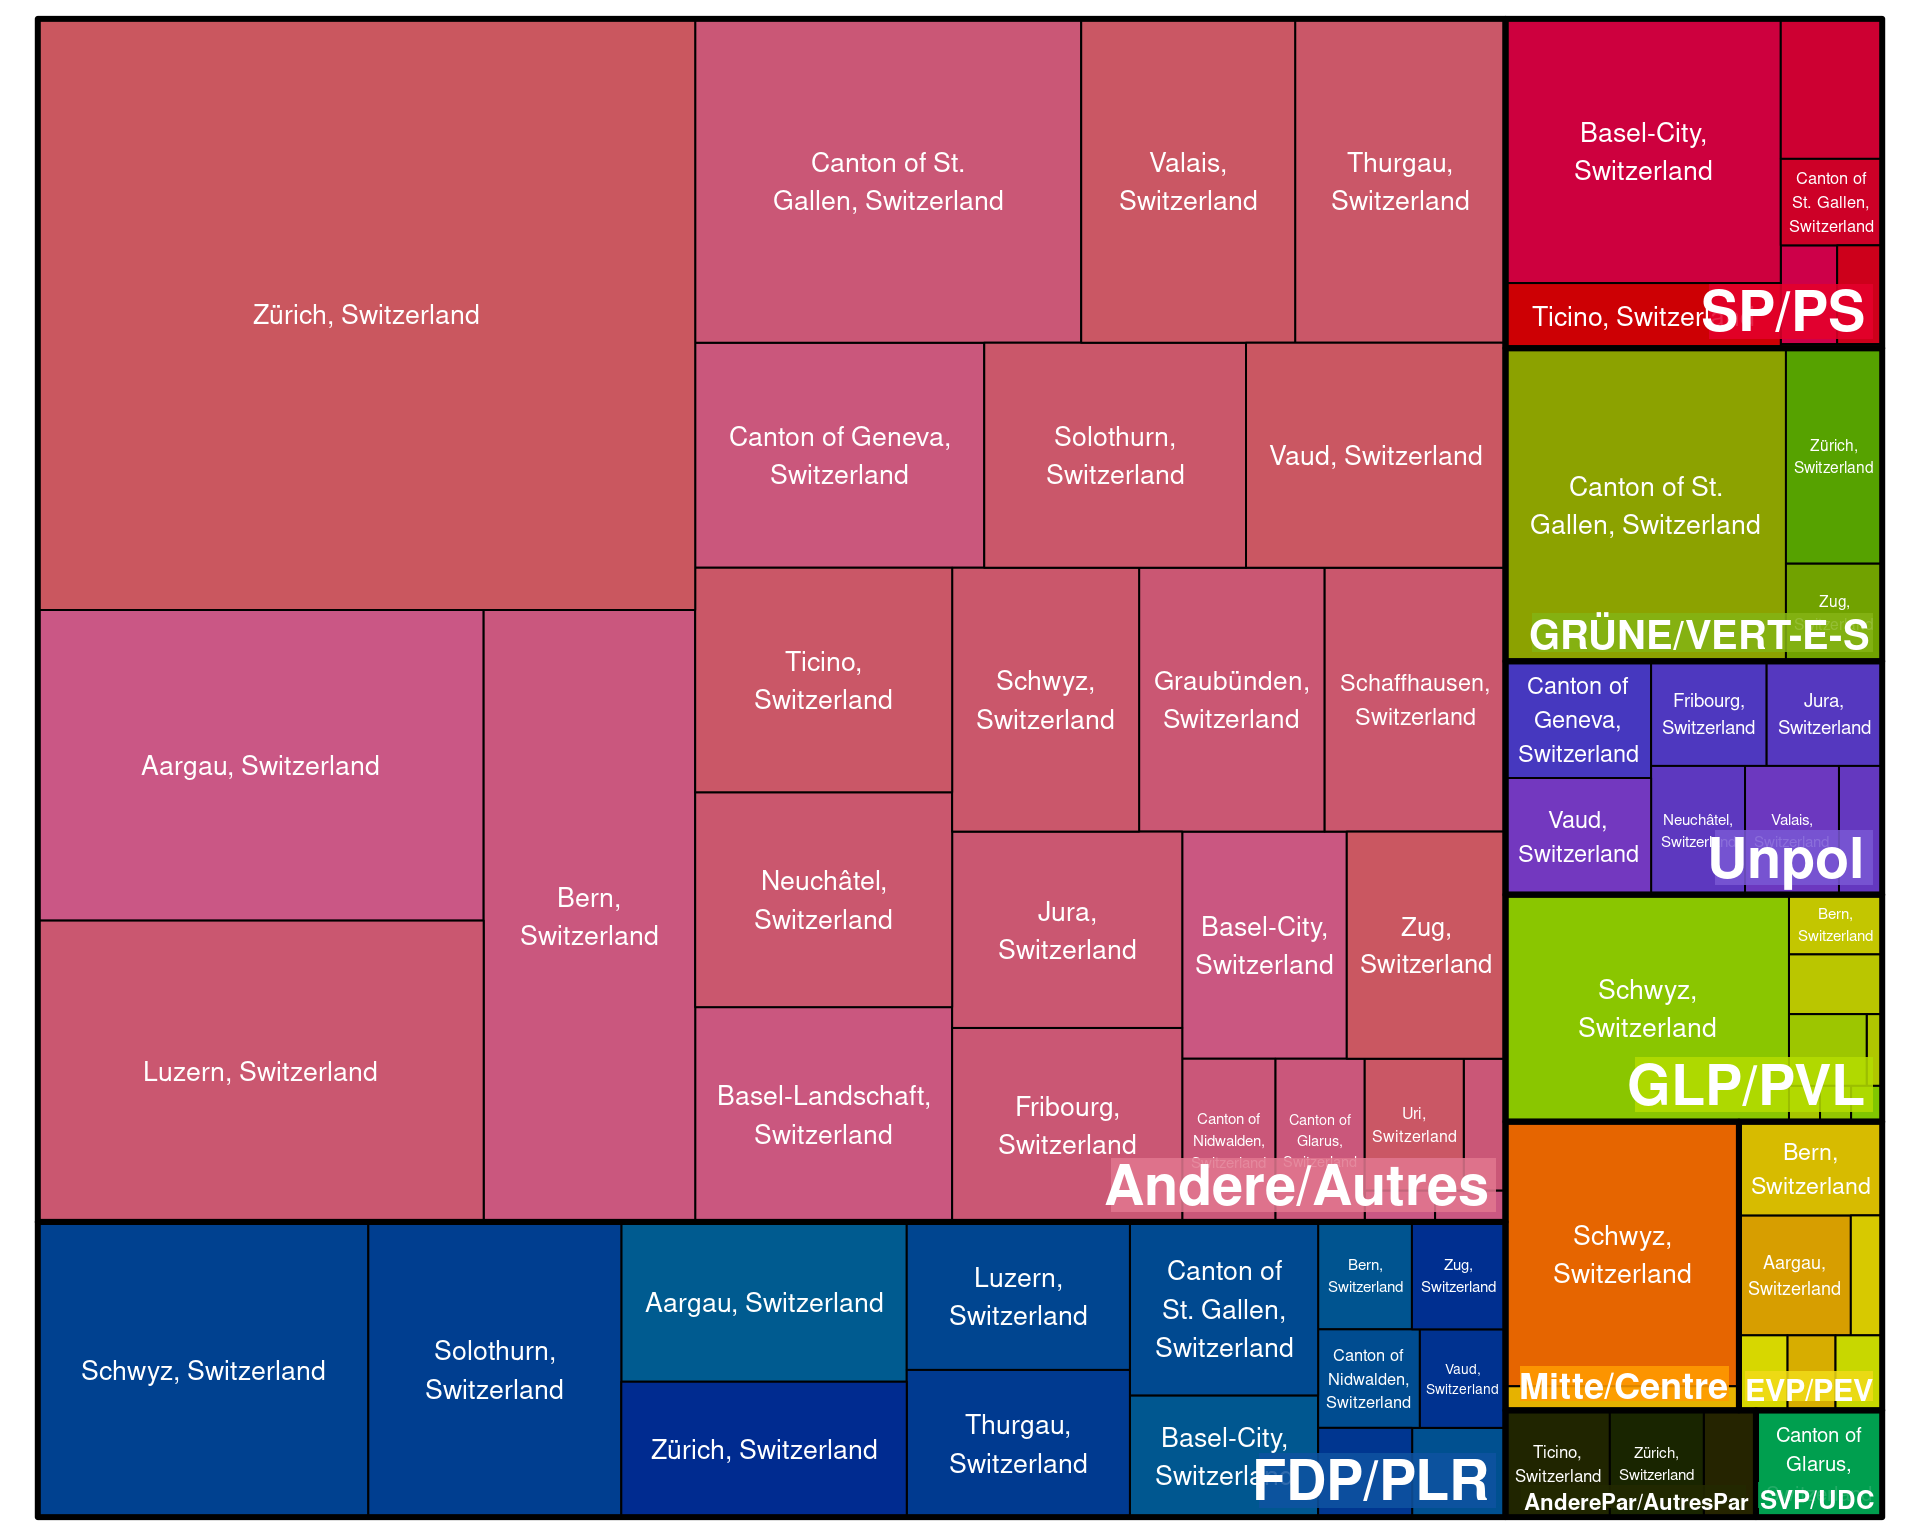 Zürich, Switzerland
Canton of St.
Gallen, Switzerland
Valais,
Switzerland
Thurgau,
Switzerland
Canton of Geneva,
Switzerland
Solothurn,
Switzerland
Vaud, Switzerland
Aargau, Switzerland
Luzern, Switzerland
Bern,
Switzerland
Ticino,
Switzerland
Schwyz,
Switzerland
Graubünden,
Switzerland
Schaffhausen,
Switzerland
Neuchâtel,
Switzerland
Jura,
Switzerland
Basel-City,
Switzerland
Zug,
Switzerland
Basel-Landschaft,
Switzerland
Fribourg,
Switzerland
Canton of
Nidwalden,
Switzerland
Canton of
Glarus,
Switzerland
Uri,
Switzerland
Andere/Autres
Schwyz, Switzerland
Solothurn,
Switzerland
Aargau, Switzerland
Zürich, Switzerland
Luzern,
Switzerland
Thurgau,
Switzerland
Canton of
St. Gallen,
Switzerland
Basel-City,
Switzerland
Bern,
Switzerland
Zug,
Switzerland
Canton of
Nidwalden,
Switzerland
Vaud,
Switzerland
FDP/PLR
Basel-City,
Switzerland
Canton of
St. Gallen,
Switzerland
Ticino, Switzerland
SP/PS
Canton of St.
Gallen, Switzerland
Zürich,
Switzerland
Zug,
Switzerland
GRÜNE/VERT-E-S
Canton of
Geneva,
Switzerland
Fribourg,
Switzerland
Jura,
Switzerland
Vaud,
Switzerland
Neuchâtel,
Switzerland
Valais,
Switzerland
Unpol
Schwyz,
Switzerland
Bern,
Switzerland
GLP/PVL
Schwyz,
Switzerland
Mitte/Centre
Bern,
Switzerland
Aargau,
Switzerland
EVP/PEV
Ticino,
Switzerland
Zürich,
Switzerland
AnderePar/AutresPar
Canton of
Glarus,
SVP/UDC